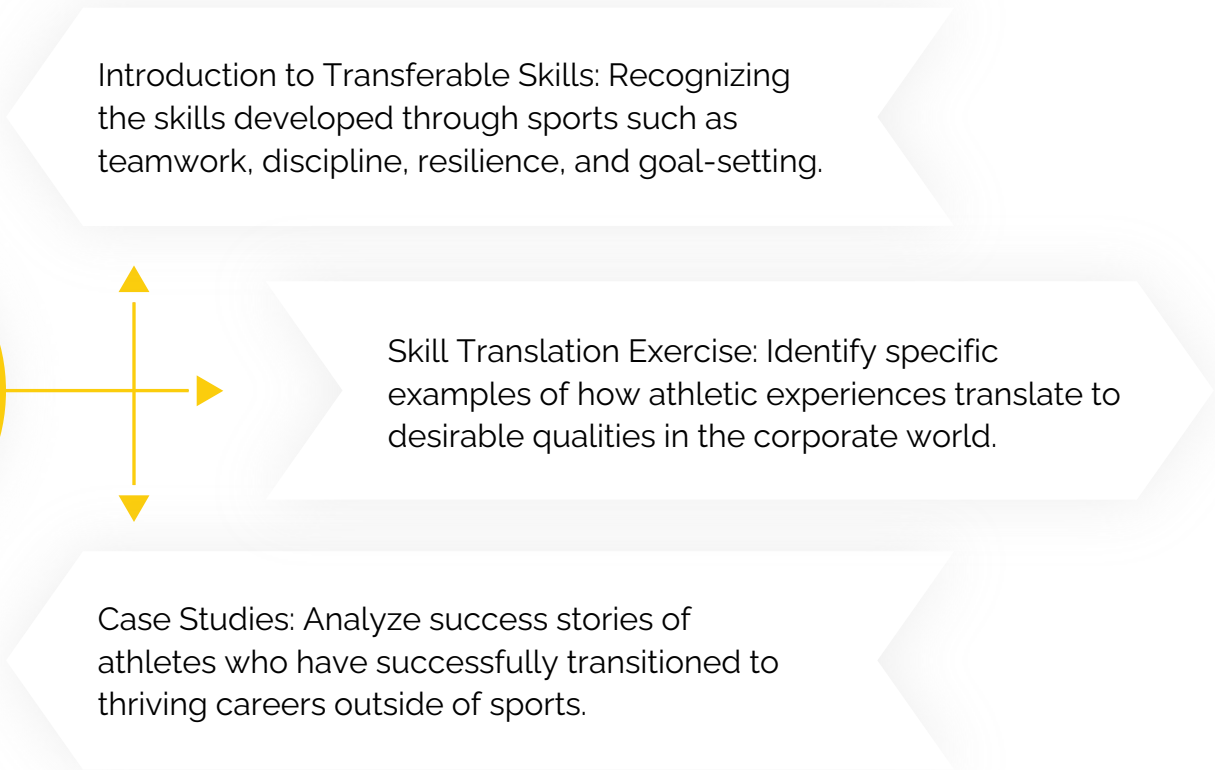 Introduction to Transferable Skills: Recognizing
the skills developed through sports such as
teamwork, discipline, resilience, and goal-setting.
Skill Translation Exercise: Identify specific
examples of how athletic experiences translate to
desirable qualities in the corporate world.
Case Studies: Analyze success stories of
athletes who have successfully transitioned to
thriving careers outside of sports.